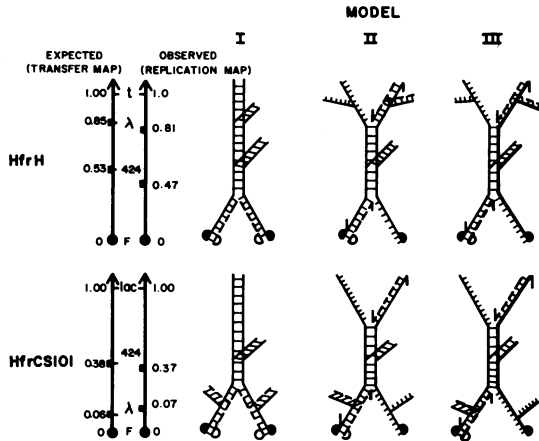 MODEL
EXPECTED (TRANSFER MAP)
OBSERVED (REPLICATION MAP)
I
II
III
HfrH
1.00 t 1.0
0.85 λ 0.81
0.53 424 0.47
0 F 0
HfrCS101
1.00 lac 1.00
0.38 424 0.37
0.068 λ 0.07
0 F 0